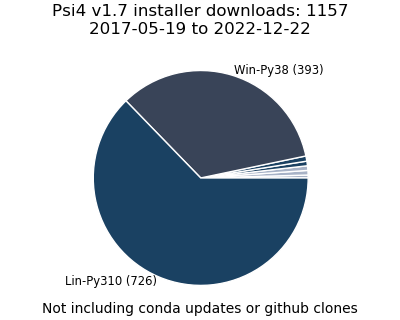 Psi4 v1.7 installer downloads: 1157
2017-05-19 to 2022-12-22
Win-Py38 (393)
Lin-Py310 (726)
Not including conda updates or github clones